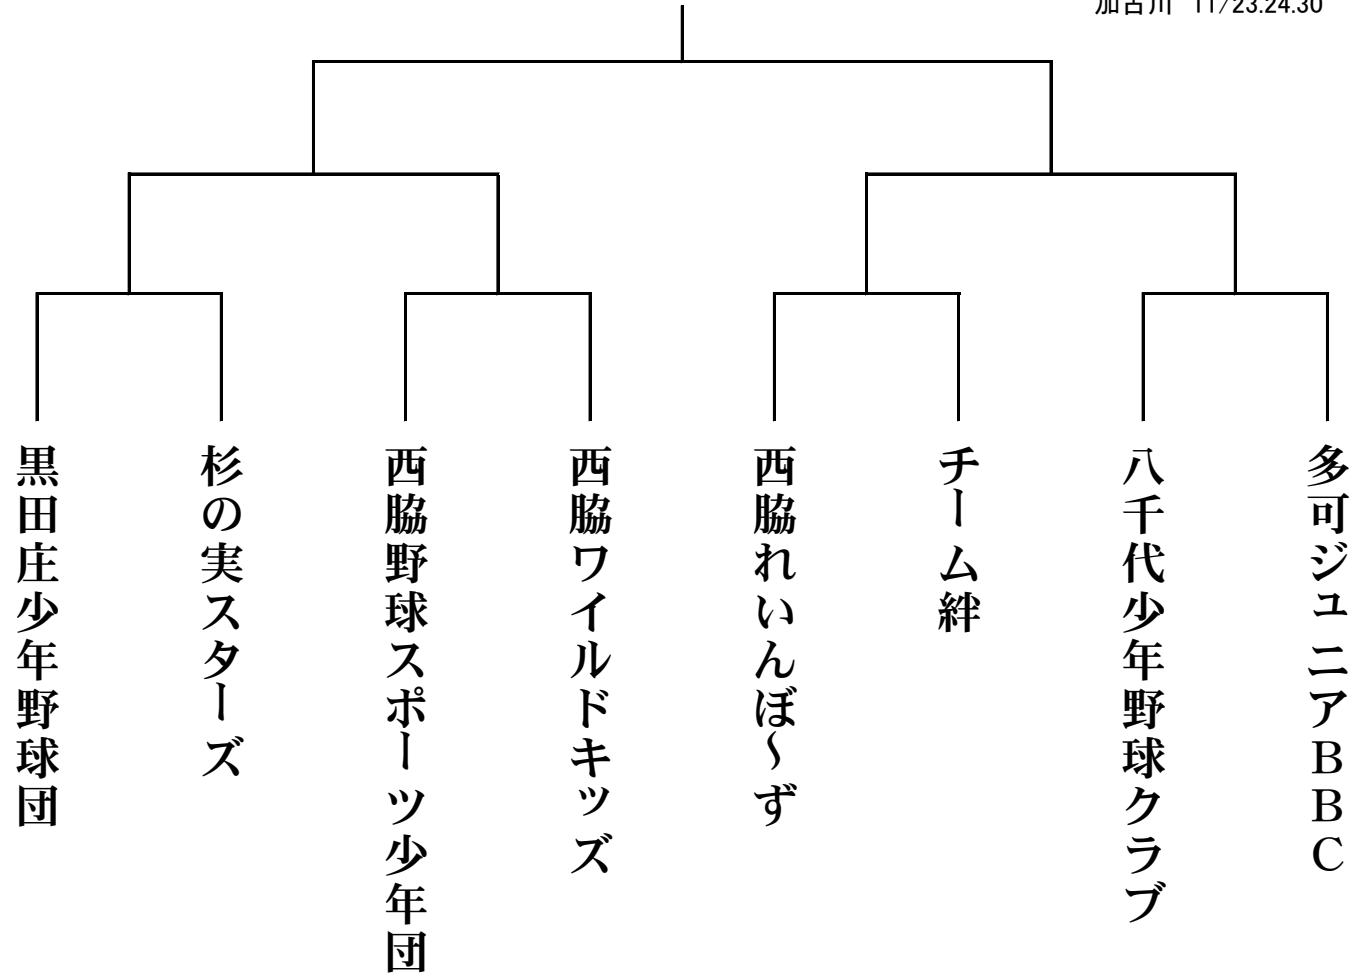 加古川 11/23.24.30
黒田庄少年野球団
杉の実スターズ
西脇野球スポーツ少年団
西脇ワイルドキッズ
西脇れいんぼ～ず
チーム絆
八千代少年野球クラブ
多可ジュニアBBC